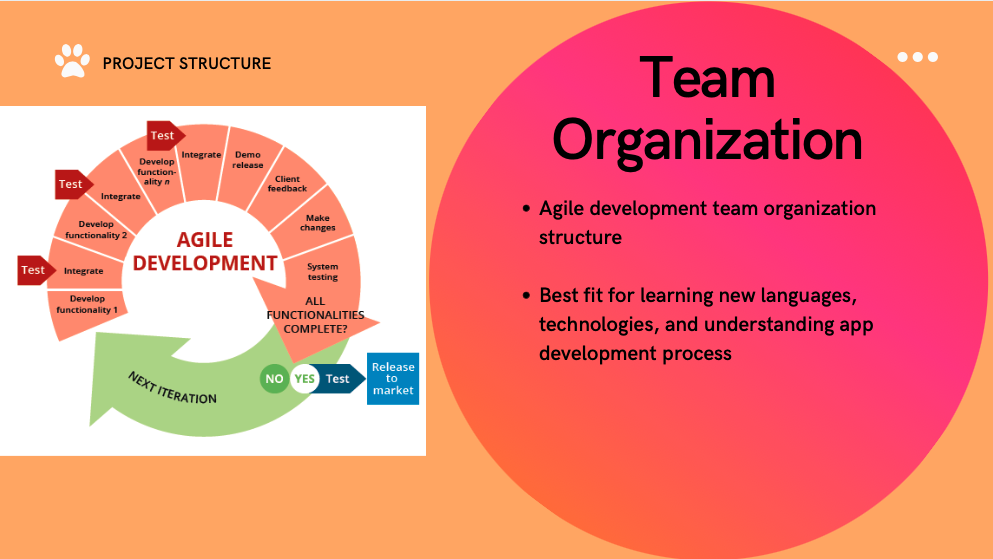 PROJECT STRUCTURE
Team
Organization
• Agile development team organization
structure
• Best fit for learning new languages,
technologies, and understanding app
development process
AGILE
DEVELOPMENT
Develop
functionality 1
Test
Integrate
Develop
functionality 2
Test
Integrate
Develop
function-
ality n
Test
Integrate
Demo
release
Client
feedback
Make
changes
System
testing
ALL
FUNCTIONALITIES
COMPLETE?
NO
YES
Test
Release
to
market
NEXT ITERATION